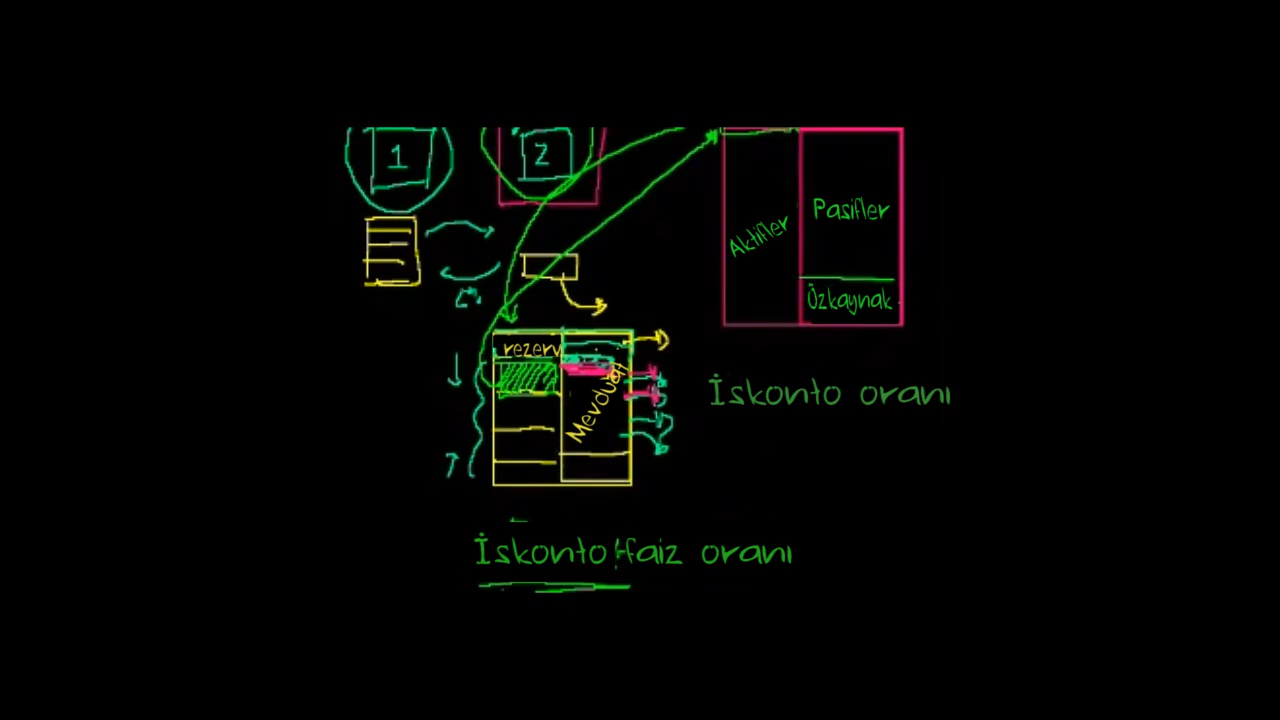 1
2
Pasifler
Aktifler
Özkaynak
rezerv
Mevduat
İskonto oranı
İskonto faiz oranı